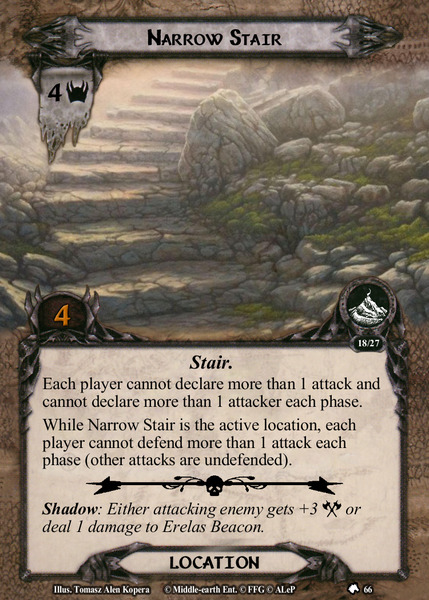 Narrow Stair
4
4
18/27
Stair.
Each player cannot declare more than 1 attack and
cannot declare more than 1 attacker each phase.
While Narrow Stair is the active location, each
player cannot defend more than 1 attack each
phase (other attacks are undefended).
Shadow: Either attacking enemy gets +3 or
deal 1 damage to Erelas Beacon.
LOCATION
Illus. Tomasz Alen Kopera © Middle-earth Ent. © FFG © ALeP 66